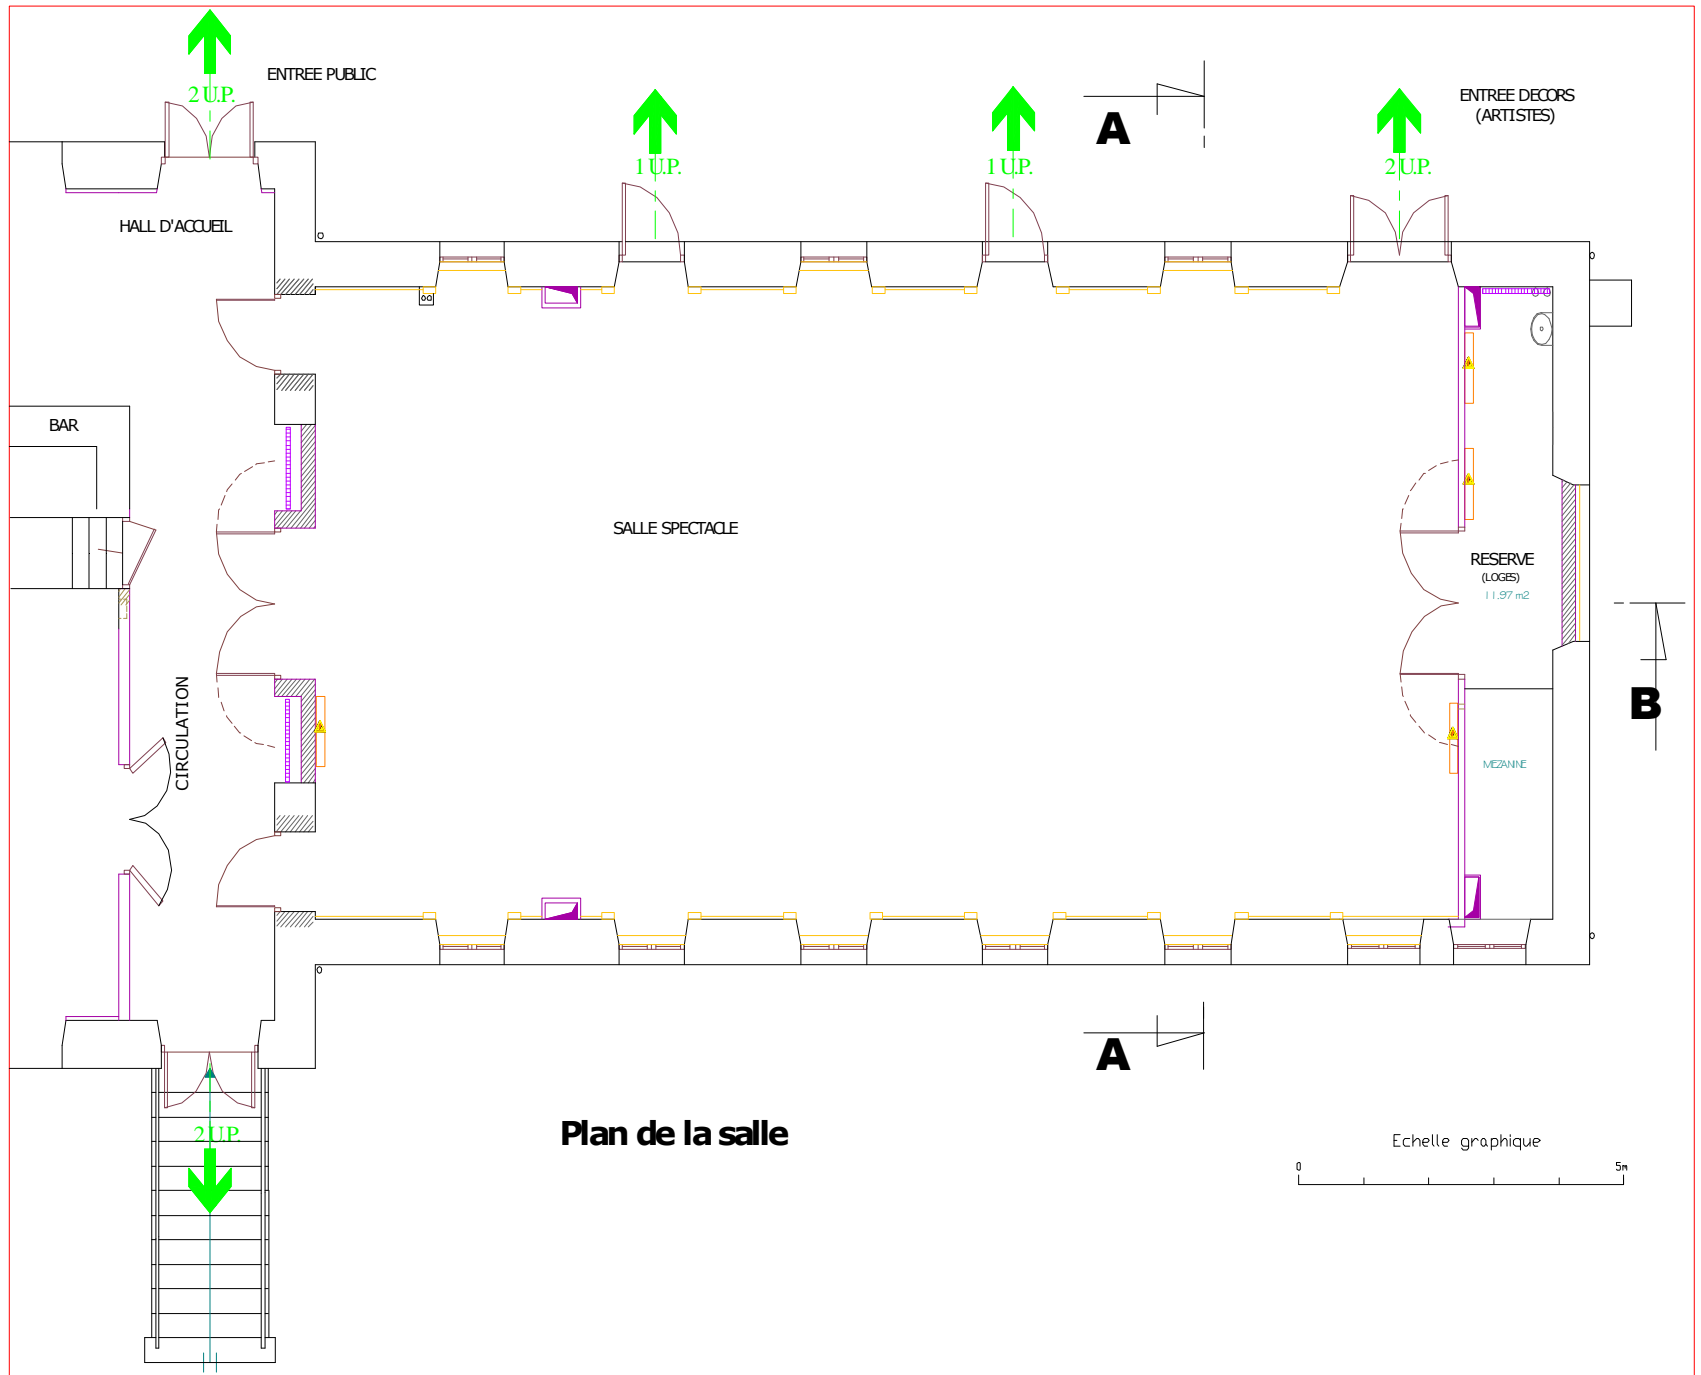 2 U.P.
ENTREE PUBLIC
ENTREE DECORS
(ARTISTES)
A
1 U.P.
1 U.P.
2 U.P.
HALL D'ACCUEIL
BAR
SALLE SPECTACLE
RESERVE
(LOGES)
11.97 m2
CIRCULATION
B
MEZANINE
A
2 U.P.
Plan de la salle
Echelle graphique
0 5m